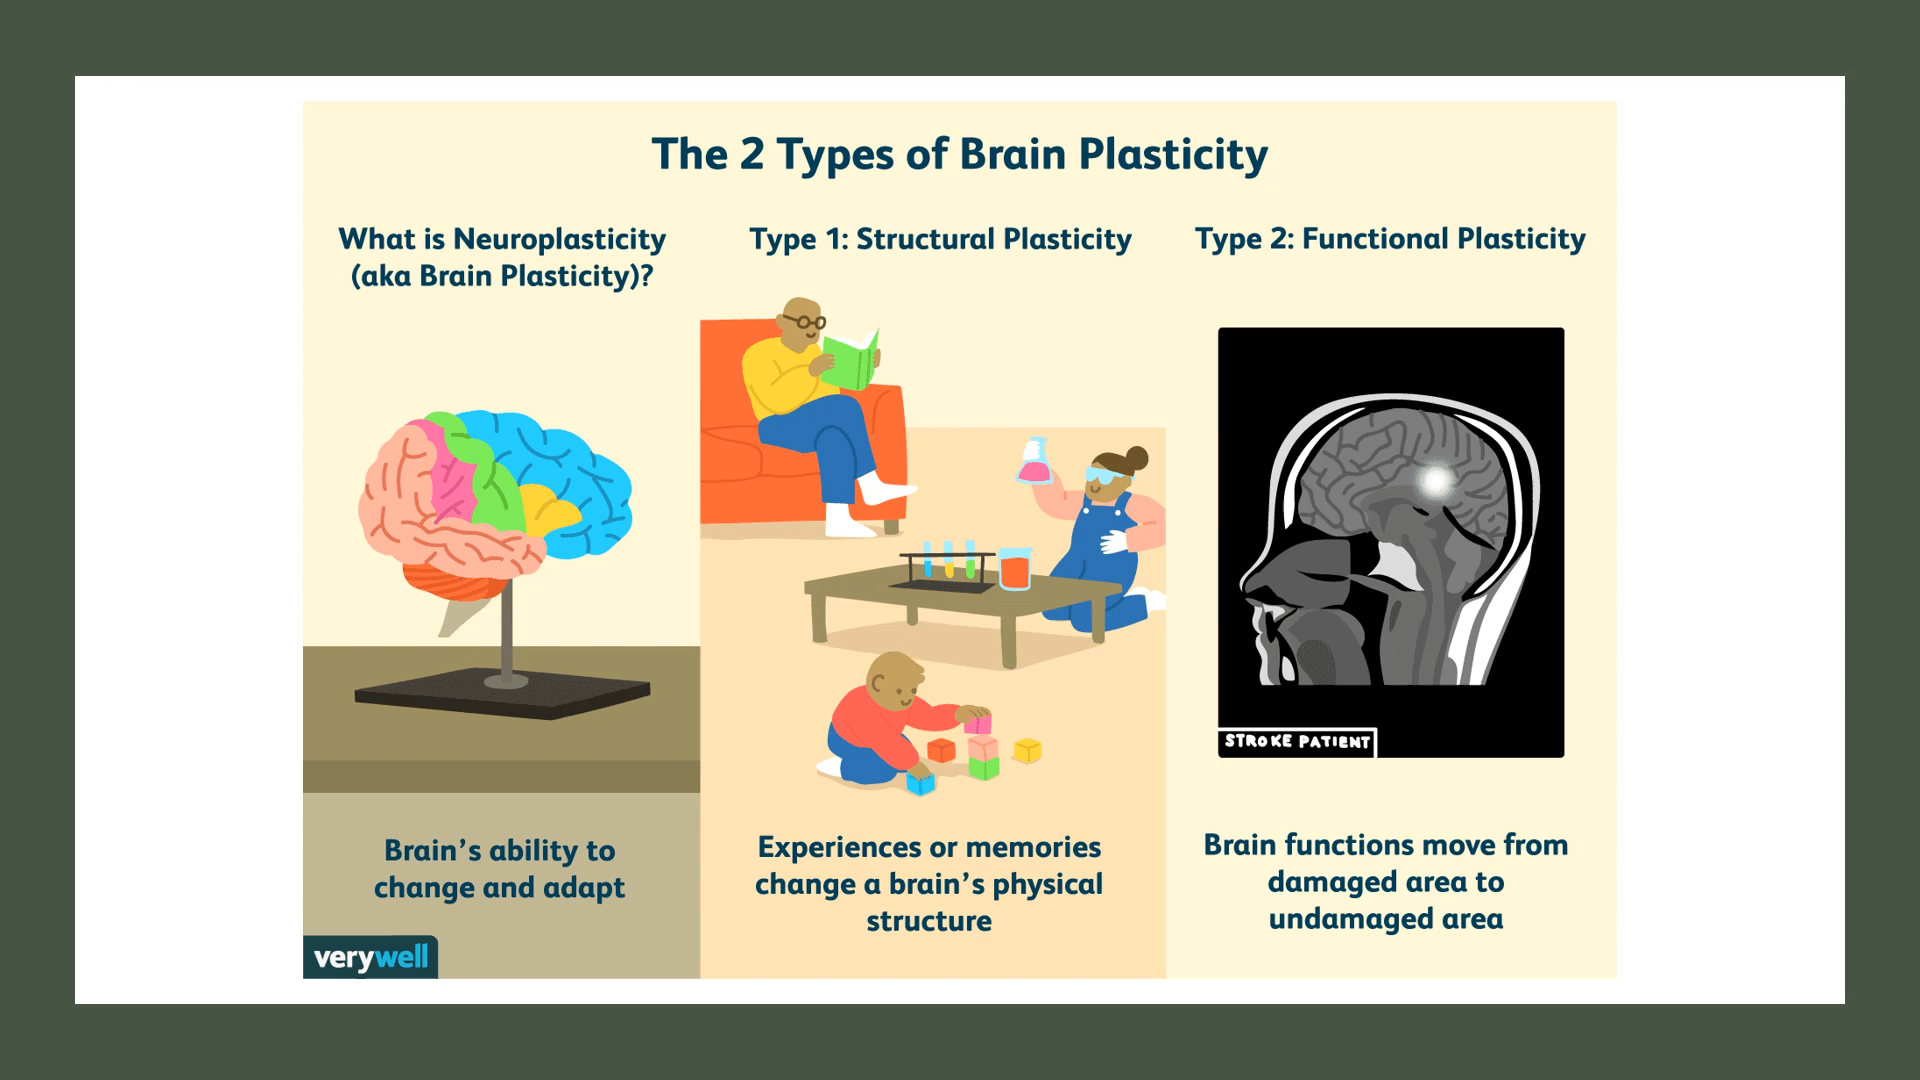 The 2 Types of Brain Plasticity
What is Neuroplasticity
(aka Brain Plasticity)?
Brain's ability to
change and adapt
Type 1: Structural Plasticity
Experiences or memories
change a brain's physical
structure
Type 2: Functional Plasticity
STROKE PATIENT
Brain functions move from
damaged area to
undamaged area
verywell